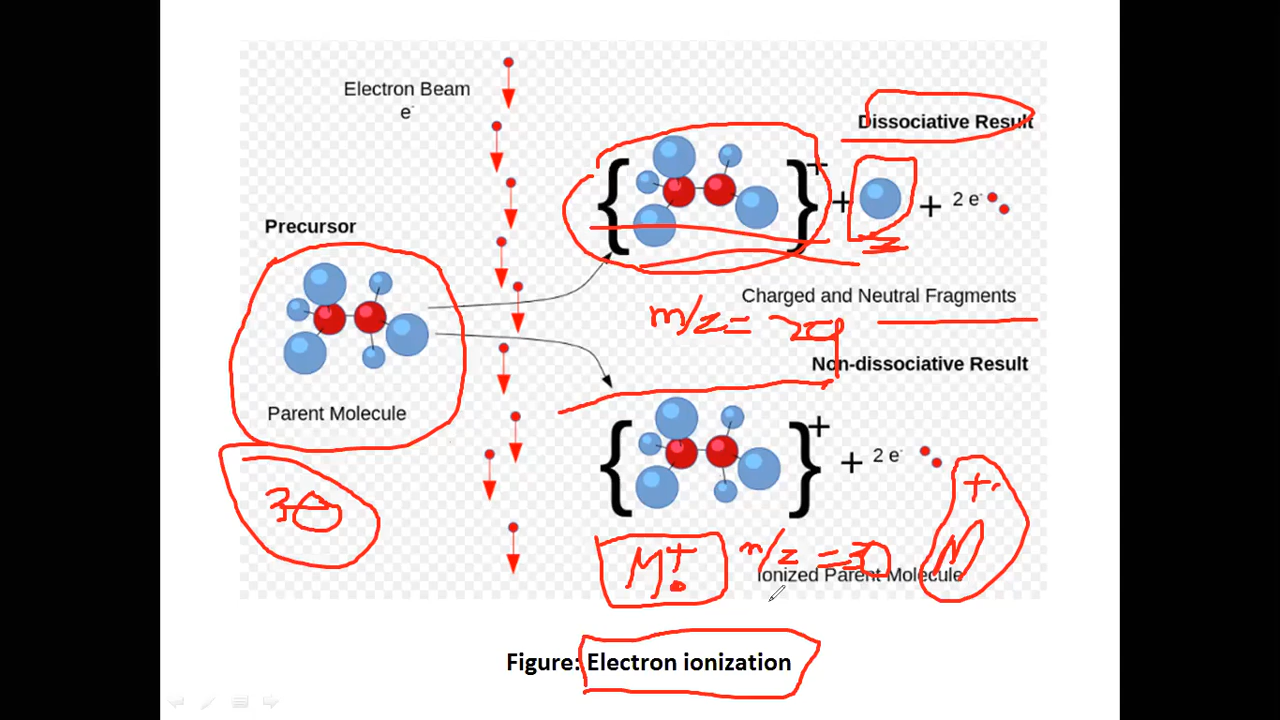 Electron Beam
e-
Dissociative Result
Precursor
{ }+ + + 2 e-
Charged and Neutral Fragments
m/z = 29
Non-dissociative Result
Parent Molecule
{ }+ + 2 e-
30
M+•
m/z = 30
M+•
Ionized Parent Molecule
Figure: Electron ionization